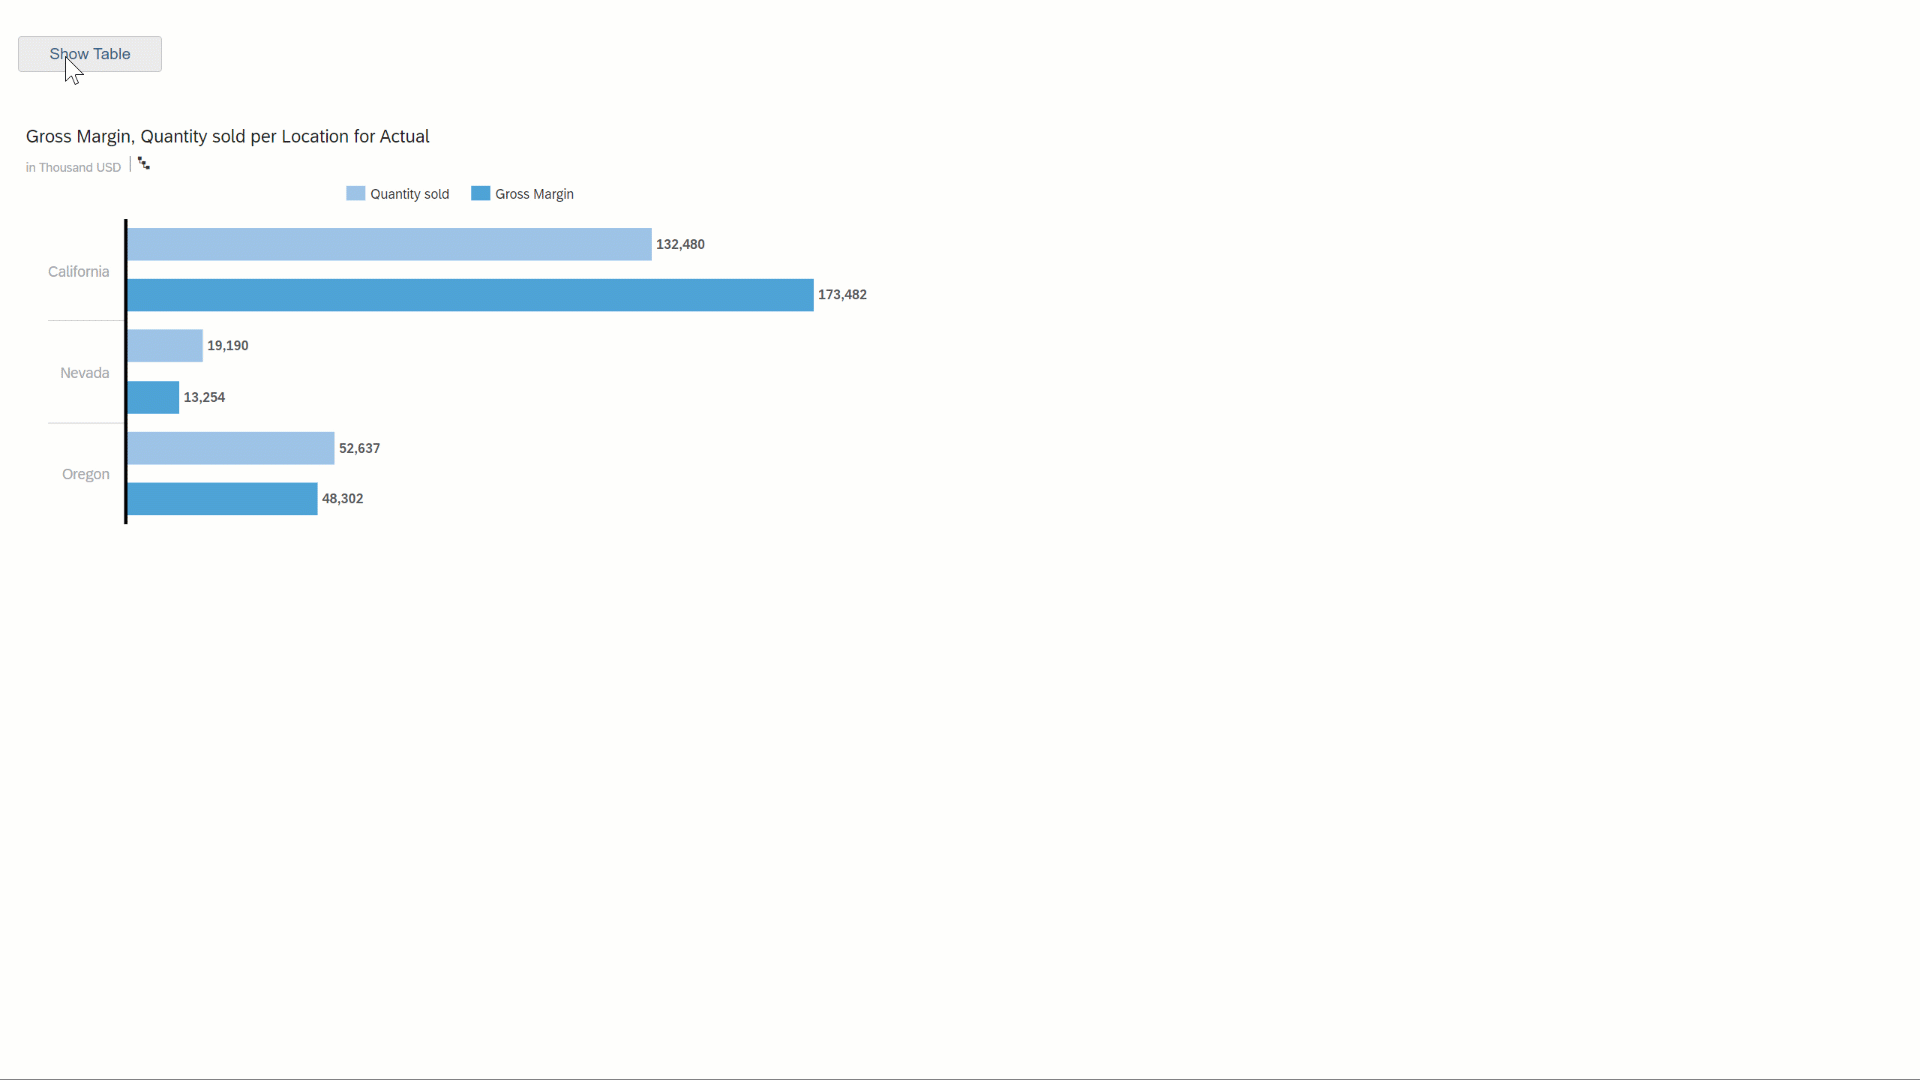 Show Table
Gross Margin, Quantity sold per Location for Actual
in Thousand USD
Quantity sold Gross Margin
California
132,480
173,482
Nevada
19,190
13,254
Oregon
52,637
48,302